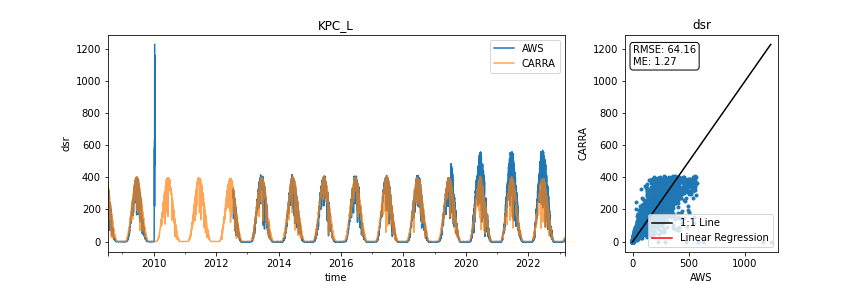 KPC_L
dsr
1200
1000
800
600
400
200
0
2010
2012
2014
2016
2018
2020
2022
time
AWS
CARRA
dsr
CARRA
1200
1000
800
600
400
200
0
0
500
1000
AWS
RMSE: 64.16
ME: 1.27
1:1 Line
Linear Regression